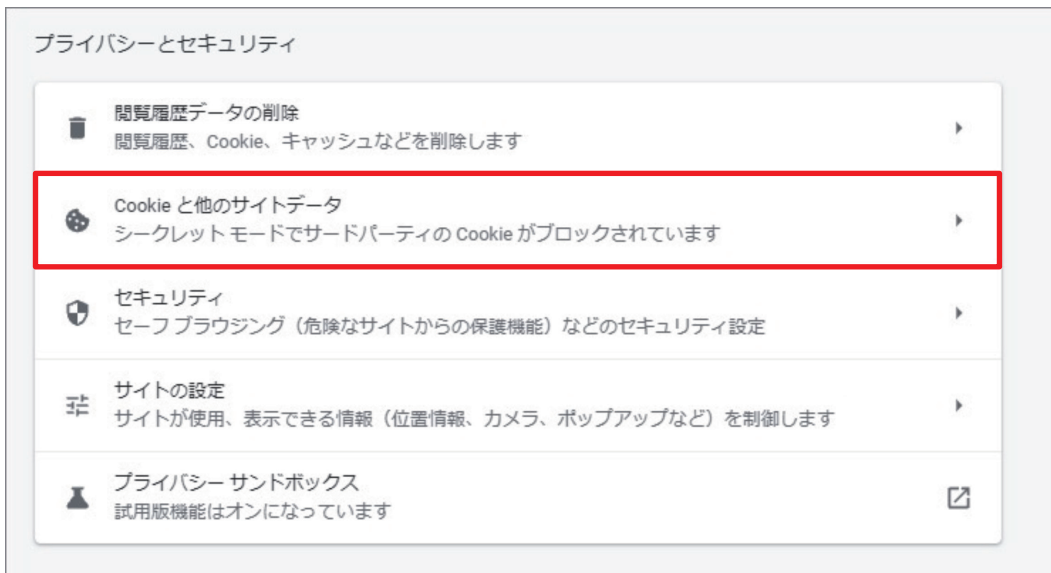 プライバシーとセキュリティ
閲覧履歴データの削除
閲覧履歴、Cookie、キャッシュなどを削除します
Cookie と他のサイトデータ
シークレット モードでサードパーティの Cookie がブロックされています
セキュリティ
セーフ ブラウジング（危険なサイトからの保護機能）などのセキュリティ設定
サイトの設定
サイトが使用、表示できる情報（位置情報、カメラ、ポップアップなど）を制御します
プライバシー サンドボックス
試用版機能はオンになっています